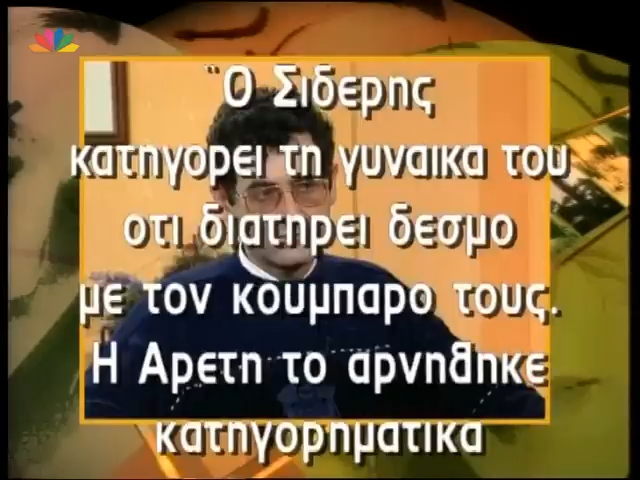 "Ο Σιδερης
κατηγορει τη γυναικα του
οτι διατηρει δεσμο
με τον κουμπαρο τους.
Η Αρετη το αρνηθηκε
κατηγορηματικα